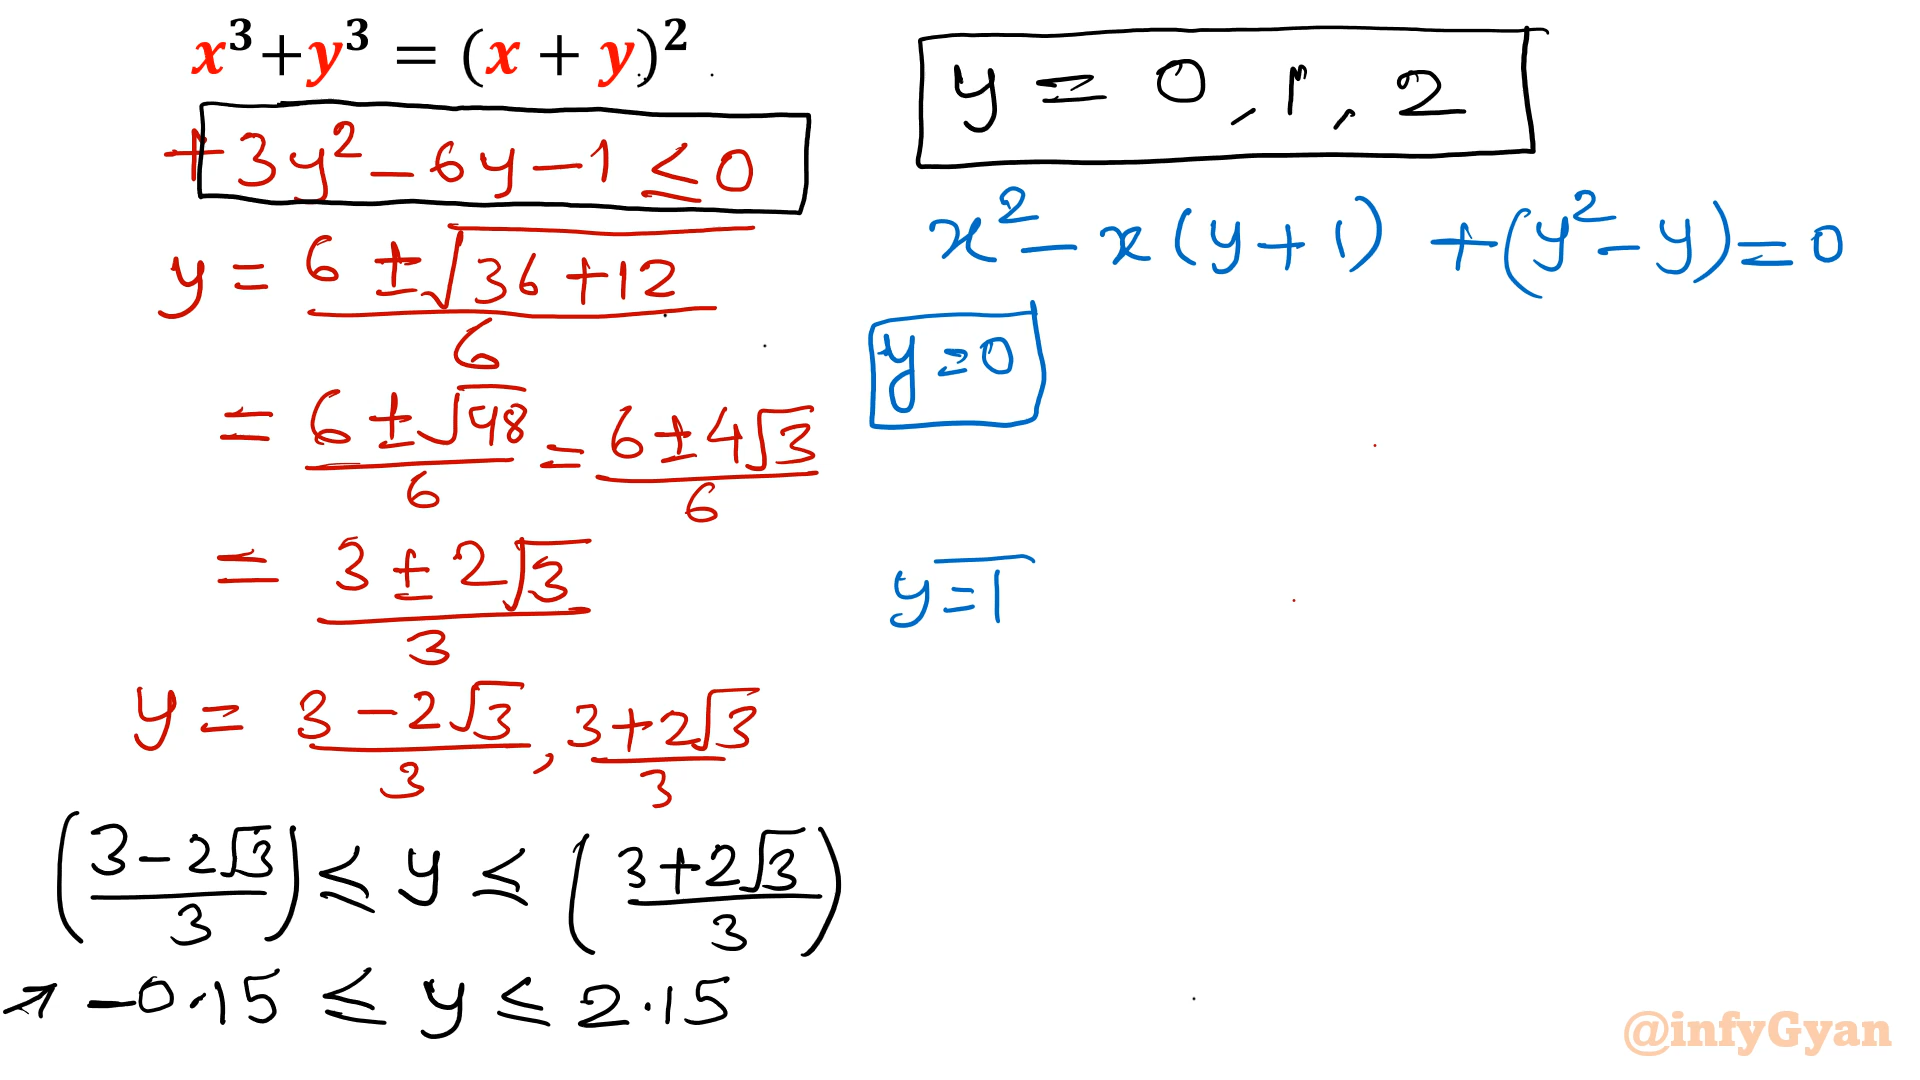 x³+y³ = (x + y)²
+ 3y² − 6y − 1 ≤ 0
y = (6 ± √(36 + 12))/6
= (6 ± √48)/6 = (6 ± 4√3)/6
= (3 ± 2√3)/3
y = (3 − 2√3)/3 , (3 + 2√3)/3
((3 − 2√3)/3) ≤ y ≤ ((3 + 2√3)/3)
→ −0.15 ≤ y ≤ 2.15
y = 0, 1, 2
x² − x(y+1) + (y² − y) = 0
y = 0
y = 1
@infyGyan